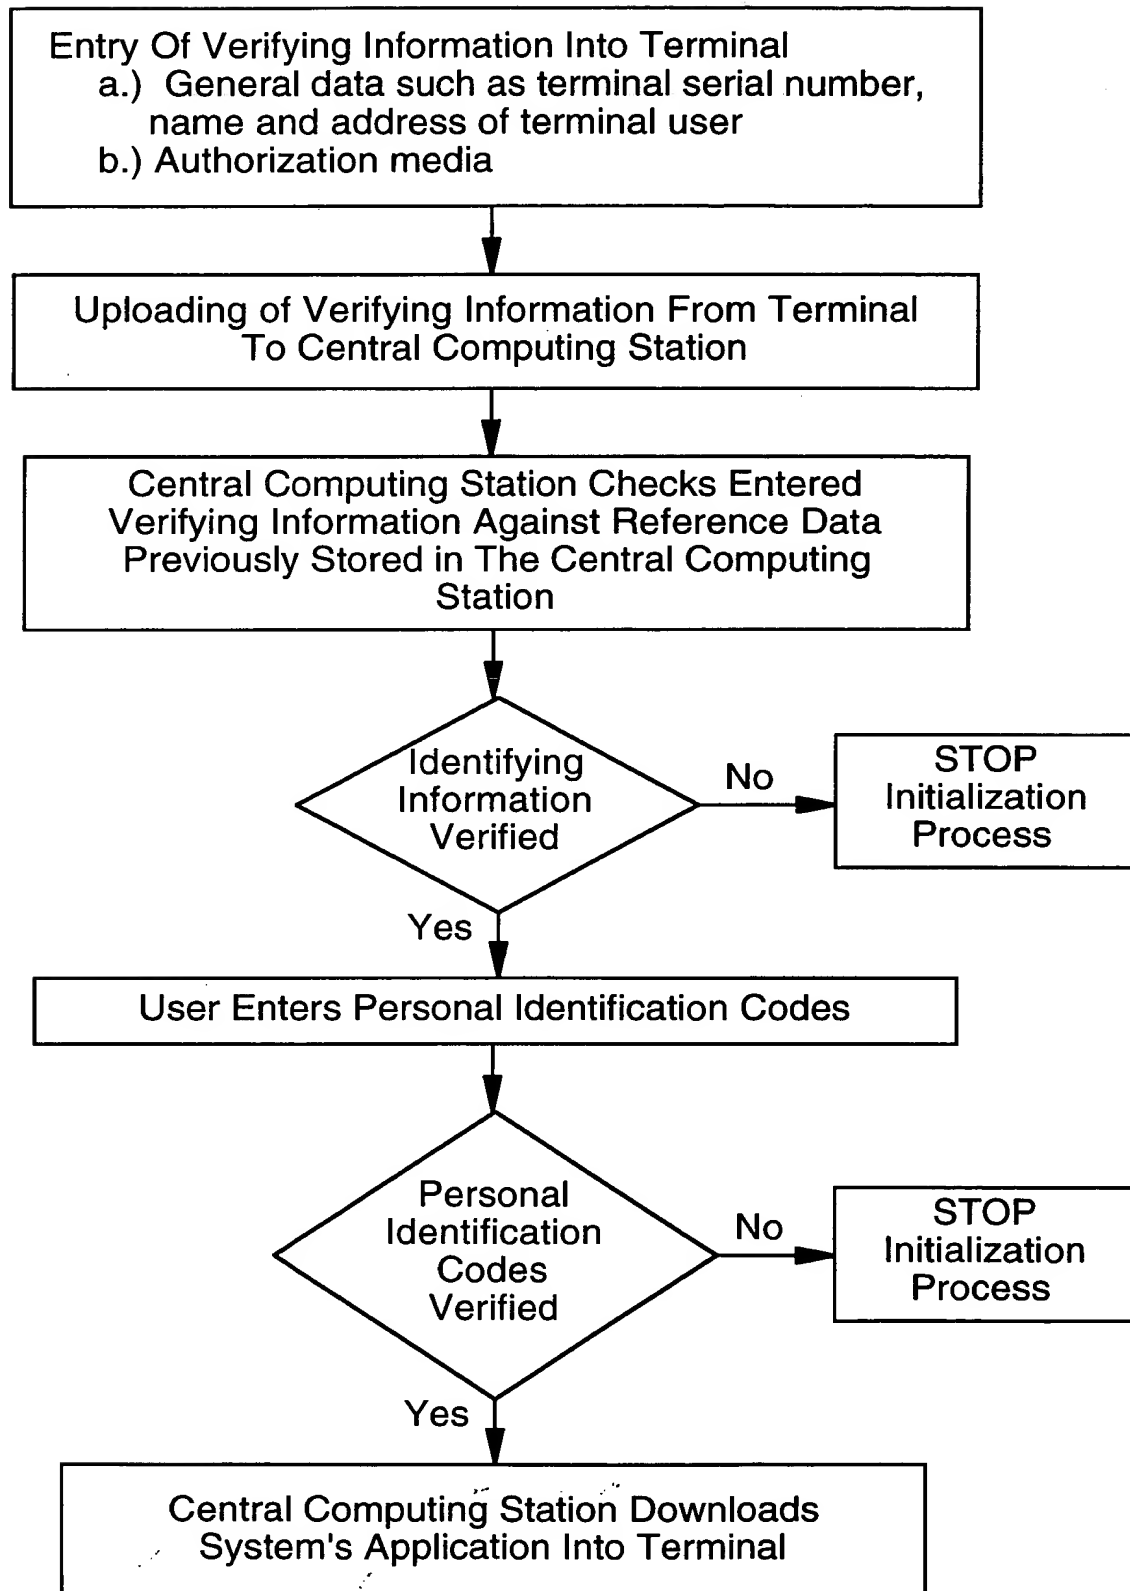 Entry Of Verifying Information Into Terminal
a.) General data such as terminal serial number,
name and address of terminal user
b.) Authorization media
Uploading of Verifying Information From Terminal
To Central Computing Station
Central Computing Station Checks Entered
Verifying Information Against Reference Data
Previously Stored in The Central Computing
Station
Identifying
Information
Verified
No
STOP
Initialization
Process
Yes
User Enters Personal Identification Codes
Personal
Identification
Codes
Verified
No
STOP
Initialization
Process
Yes
Central Computing Station Downloads
System's Application Into Terminal